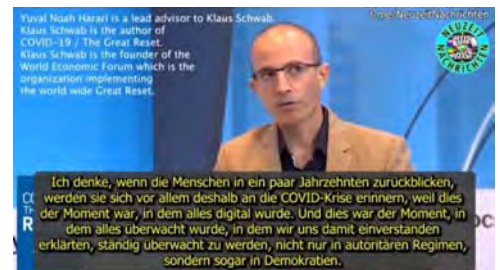 Yuval Noah Harari is a lead advisor to Klaus Schwab.
Klaus Schwab is the author of
COVID-19 / The Great Reset.
Klaus Schwab is the founder of the
World Economic Forum which is the
organization implementing
the world wide Great Reset.
t.me/NeuzeitNachrichten
NEUZEIT
NACHRICHTEN
Ich denke, wenn die Menschen in ein paar Jahrzehnten zurückblicken,
werden sie sich vor allem deshalb an die COVID-Krise erinnern, weil dies
der Moment war, in dem alles digital wurde. Und dies war der Moment, in
dem alles überwacht wurde, in dem wir uns damit einverstanden
erklärten, ständig überwacht zu werden, nicht nur in autoritären Regimen,
sondern sogar in Demokratien.